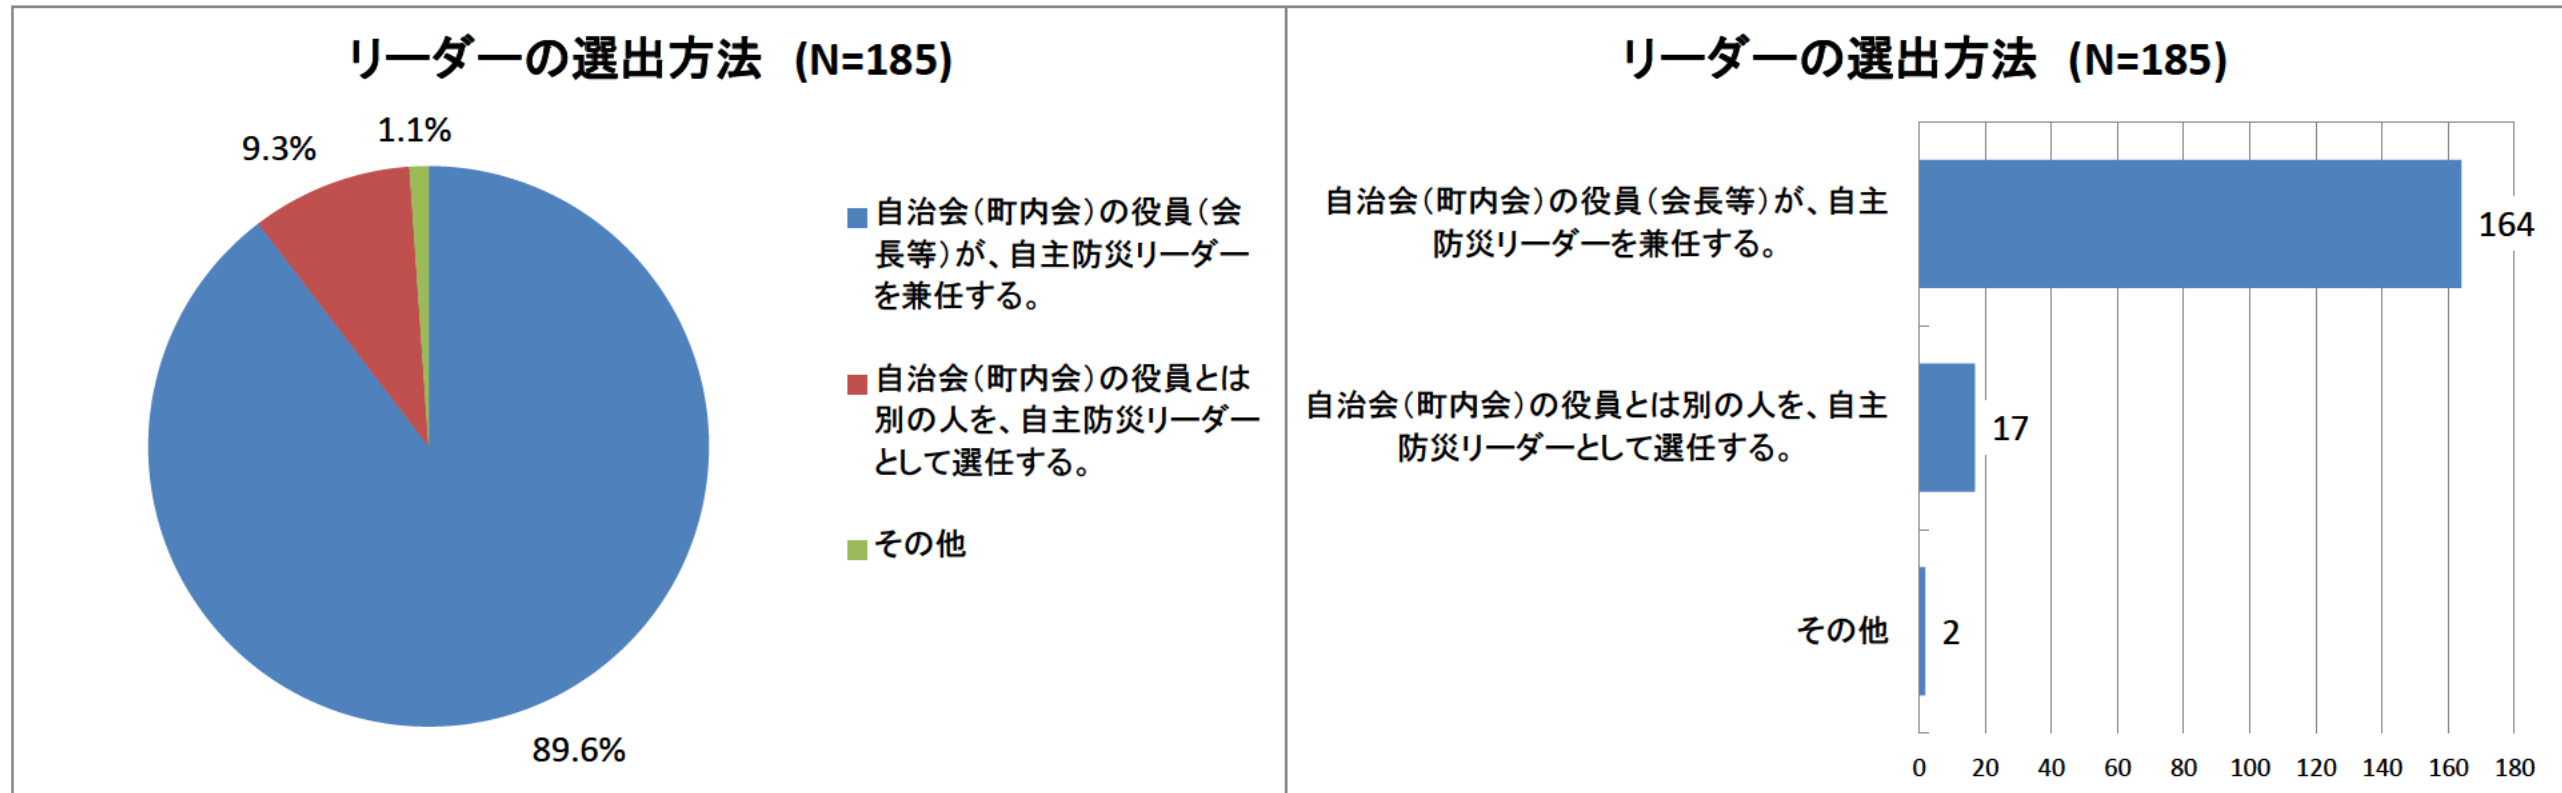 リーダーの選出方法 (N=185)
1.1%
9.3%
89.6%
自治会(町内会)の役員(会
長等)が、自主防災リーダー
を兼任する。
自治会(町内会)の役員とは
別の人を、自主防災リーダー
として選任する。
その他
リーダーの選出方法 (N=185)
自治会(町内会)の役員(会長等)が、自主
防災リーダーを兼任する。
164
自治会(町内会)の役員とは別の人を、自主
防災リーダーとして選任する。
17
その他
2
0 20 40 60 80 100 120 140 160 180